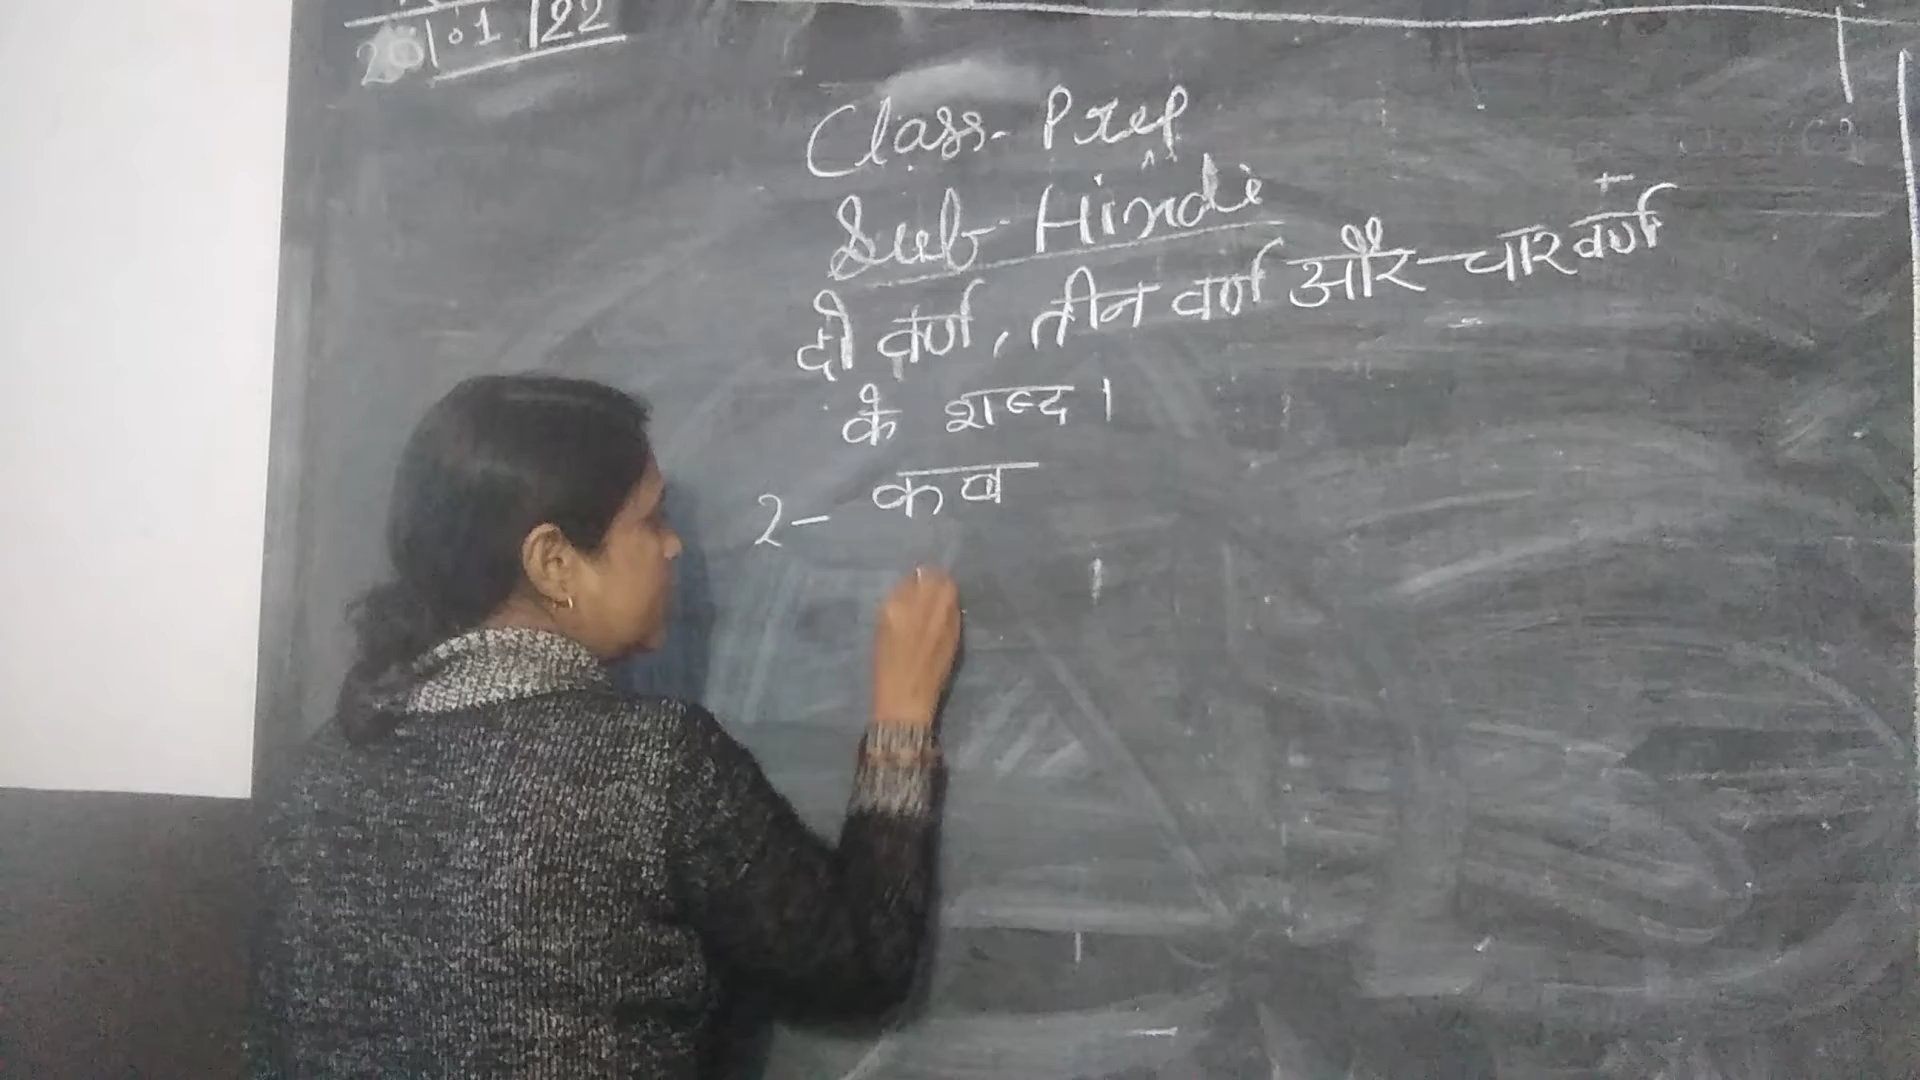 20/01/22
Class- Prep
Sub- Hindi
दो वर्ण, तीन वर्ण और चार वर्ण
के शब्द।
2- कब